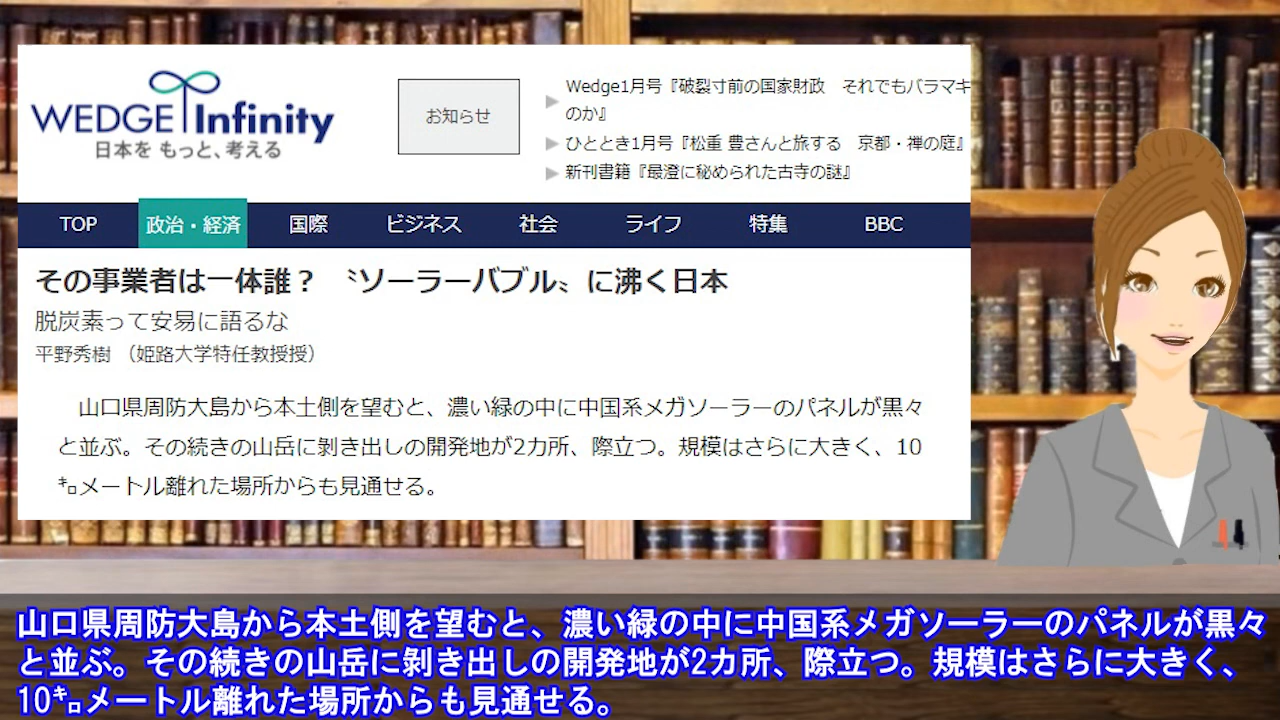 WEDGE Infinity
日本を もっと、考える
お知らせ
Wedge1月号『破裂寸前の国家財政　それでもバラマキ
のか』
ひととき1月号『松重 豊さんと旅する　京都・禅の庭』
新刊書籍『最澄に秘められた古寺の謎』
TOP 政治・経済 国際 ビジネス 社会 ライフ 特集 BBC
その事業者は一体誰？　〝ソーラーバブル〟に沸く日本
脱炭素って安易に語るな
平野秀樹 （姫路大学特任教授授）
山口県周防大島から本土側を望むと、濃い緑の中に中国系メガソーラーのパネルが黒々
と並ぶ。その続きの山岳に剝き出しの開発地が2カ所、際立つ。規模はさらに大きく、10
㌔メートル離れた場所からも見通せる。
山口県周防大島から本土側を望むと、濃い緑の中に中国系メガソーラーのパネルが黒々
と並ぶ。その続きの山岳に剝き出しの開発地が2カ所、際立つ。規模はさらに大きく、
10㌔メートル離れた場所からも見通せる。